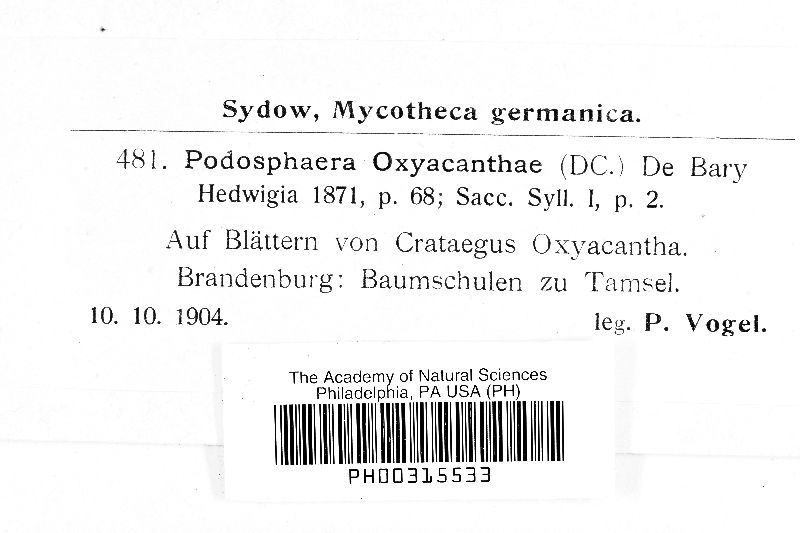 Sydow, Mycotheca germanica.
481. Podosphaera Oxyacanthae (DC.) De Bary
Hedwigia 1871, p. 68; Sacc. Syll. I, p. 2.
Auf Blättern von Crataegus Oxyacantha.
Brandenburg: Baumschulen zu Tamsel.
10. 10. 1904. leg. P. Vogel.
The Academy of Natural Sciences
Philadelphia, PA USA (PH)
PH00315533